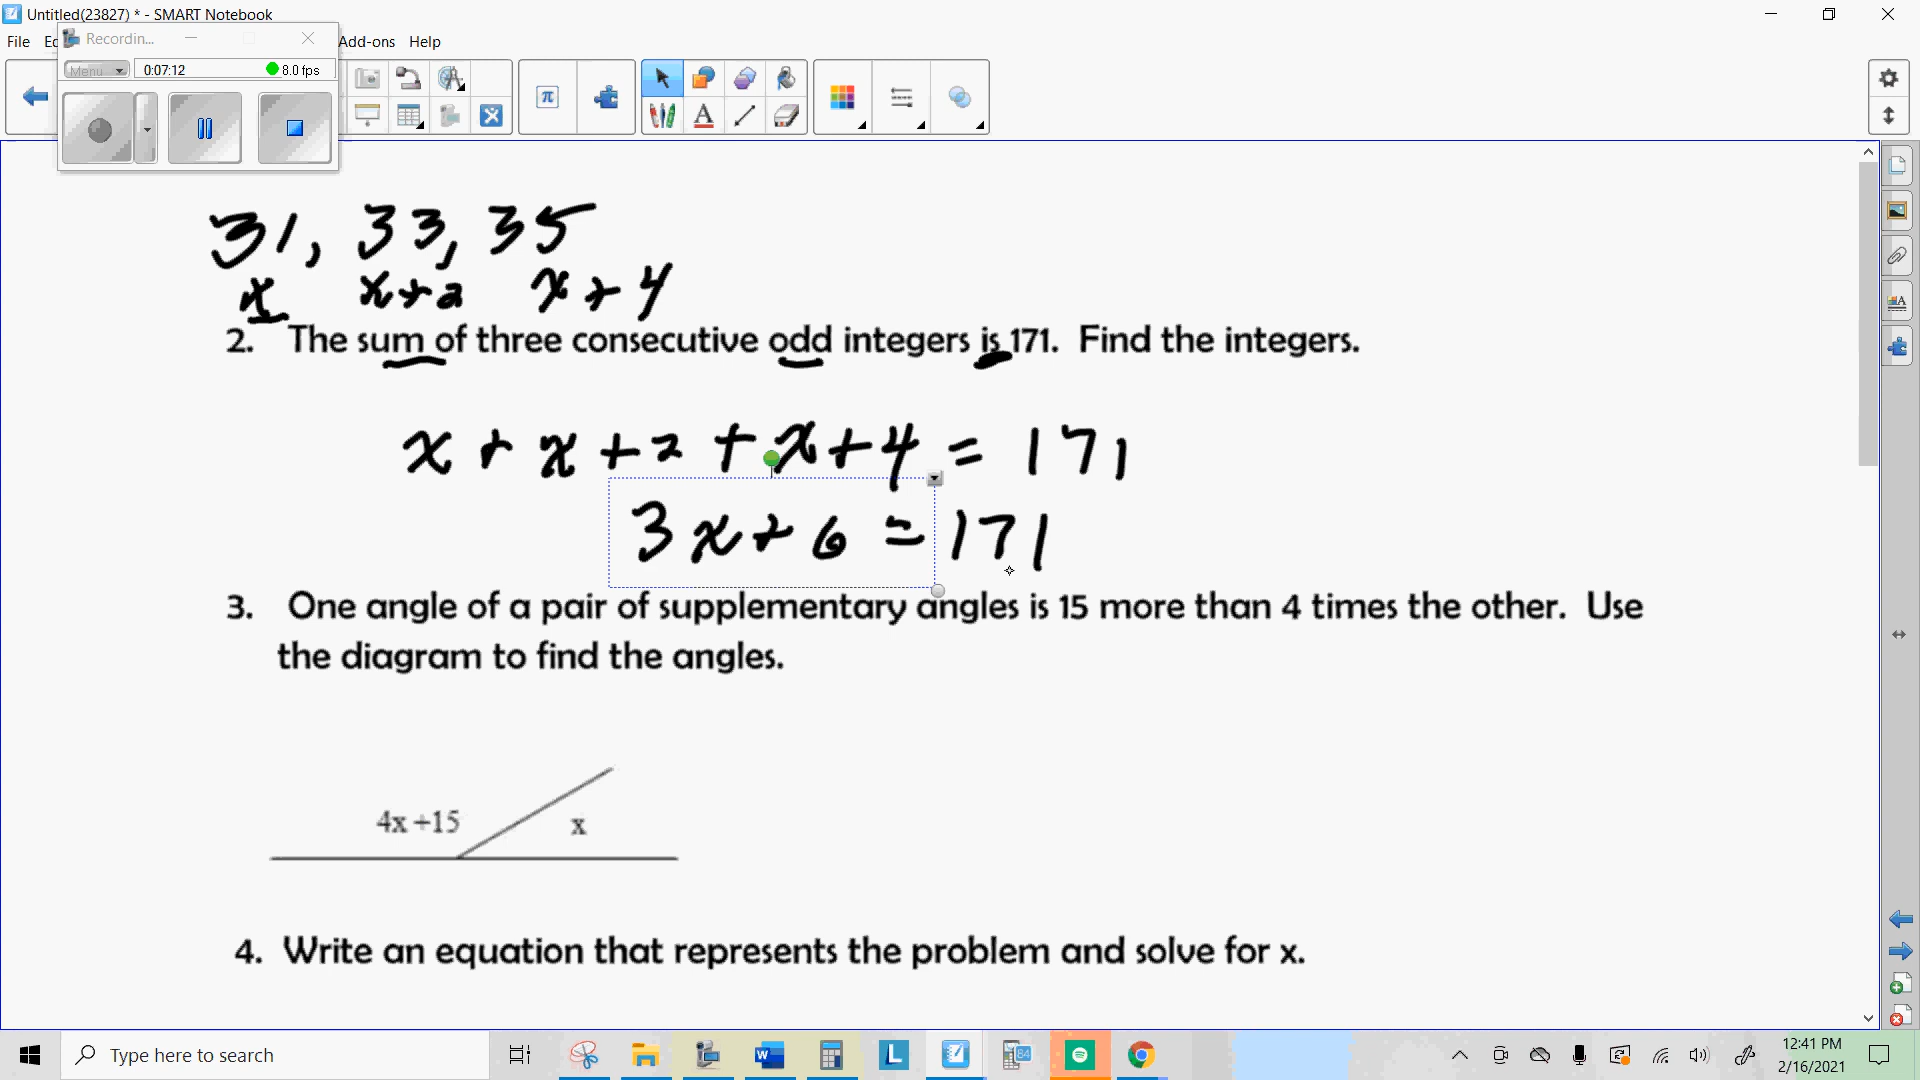 Untitled(23827) * - SMART Notebook
File
Recordin...
Add-ons Help
Menu 0:07:12 8.0 fps
31, 33, 35
x x+2 x+4
2. The sum of three consecutive odd integers is 171. Find the integers.
x + x + 2 + x + 4 = 171
3x + 6 = 171
3. One angle of a pair of supplementary angles is 15 more than 4 times the other. Use
the diagram to find the angles.
4x +15 x
4. Write an equation that represents the problem and solve for x.
Type here to search
12:41 PM
2/16/2021